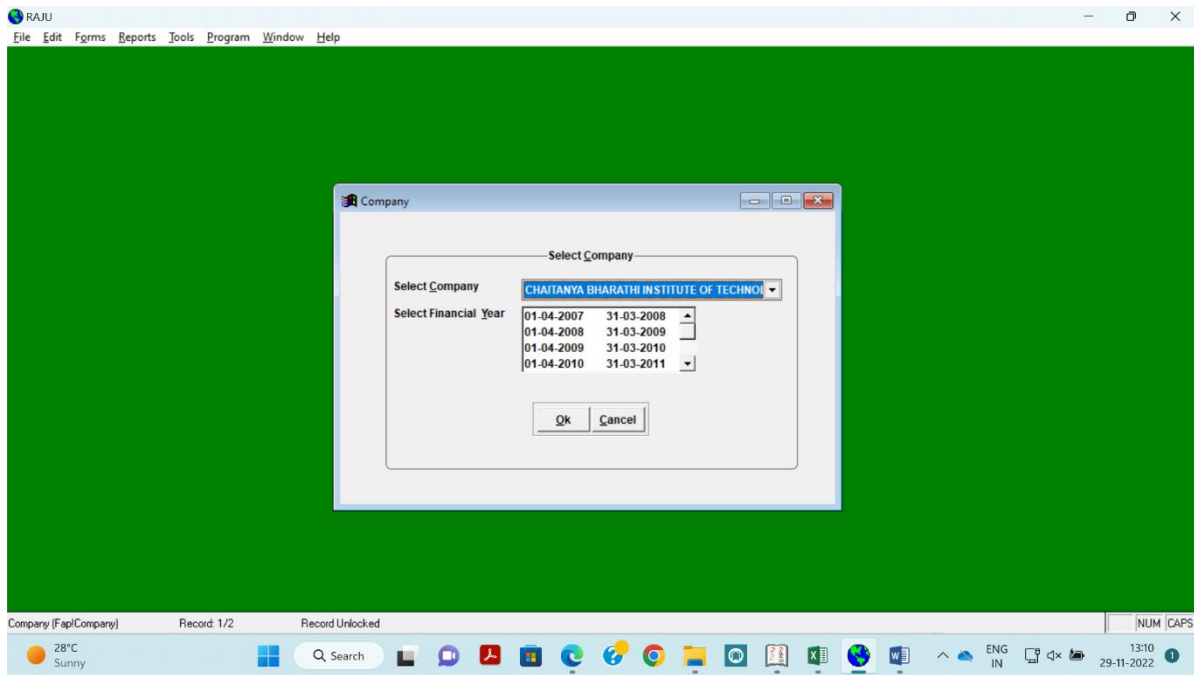 RAJU
File Edit Forms Reports Tools Program Window Help
Company
Select Company
Select Company CHAITANYA BHARATHI INSTITUTE OF TECHNOL
Select Financial Year 01-04-2007 31-03-2008
01-04-2008 31-03-2009
01-04-2009 31-03-2010
01-04-2010 31-03-2011
Ok Cancel
Company (Fap!Company) Record: 1/2 Record Unlocked NUM CAPS
28°C
Sunny
Search
ENG
IN
13:10
29-11-2022
1